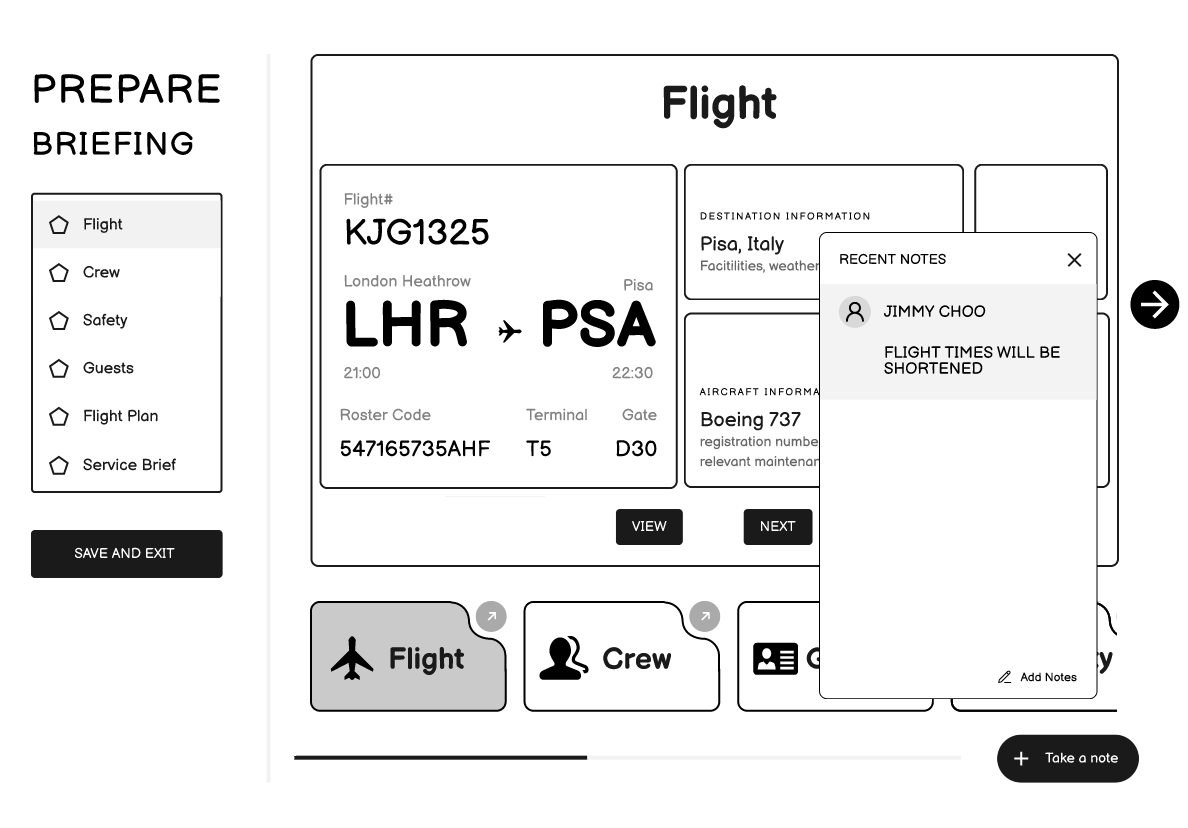 PREPARE
BRIEFING
Flight
Crew
Safety
Guests
Flight Plan
Service Brief
SAVE AND EXIT
Flight
Flight#
KJG1325
London Heathrow
Pisa
LHR PSA
21:00
22:30
Roster Code
Terminal
Gate
547165735AHF
T5
D30
DESTINATION INFORMATION
Pisa, Italy
Facitilities, weather
AIRCRAFT INFORMA
Boeing 737
registration numbe
relevant maintenan
VIEW
NEXT
RECENT NOTES
JIMMY CHOO
FLIGHT TIMES WILL BE
SHORTENED
Add Notes
Flight
Crew
Take a note